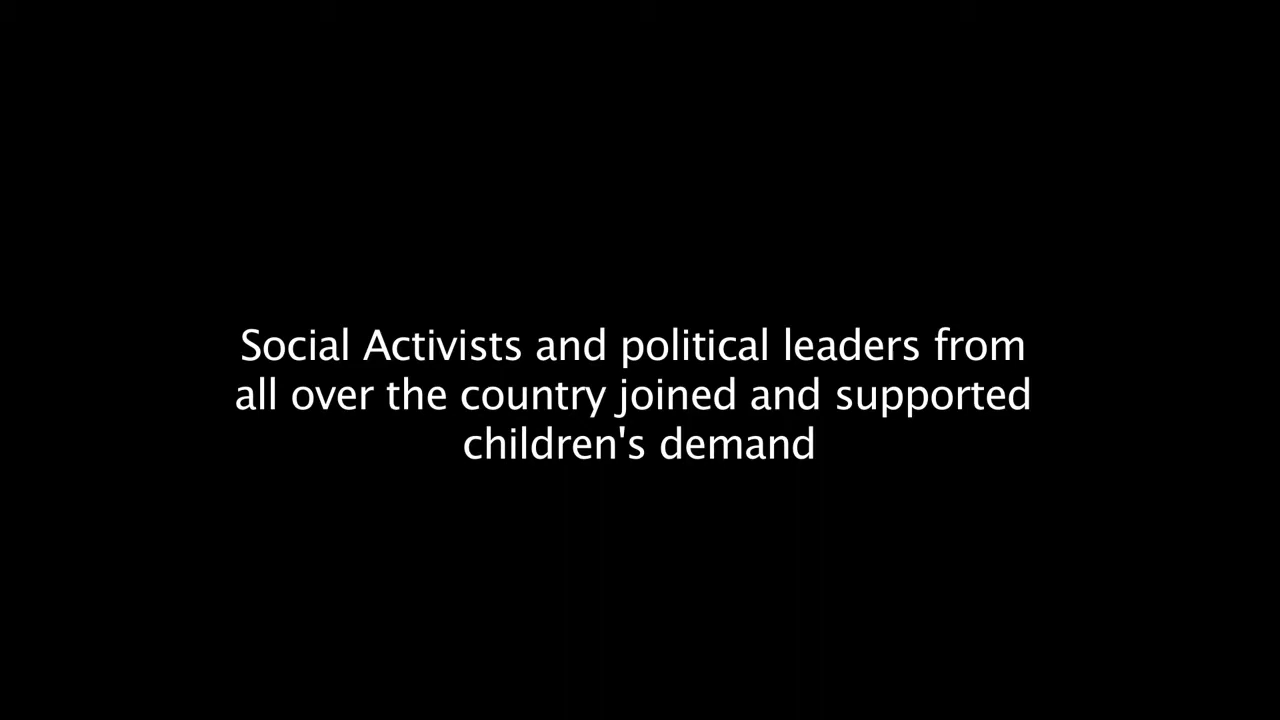 Social Activists and political leaders from
all over the country joined and supported
children's demand